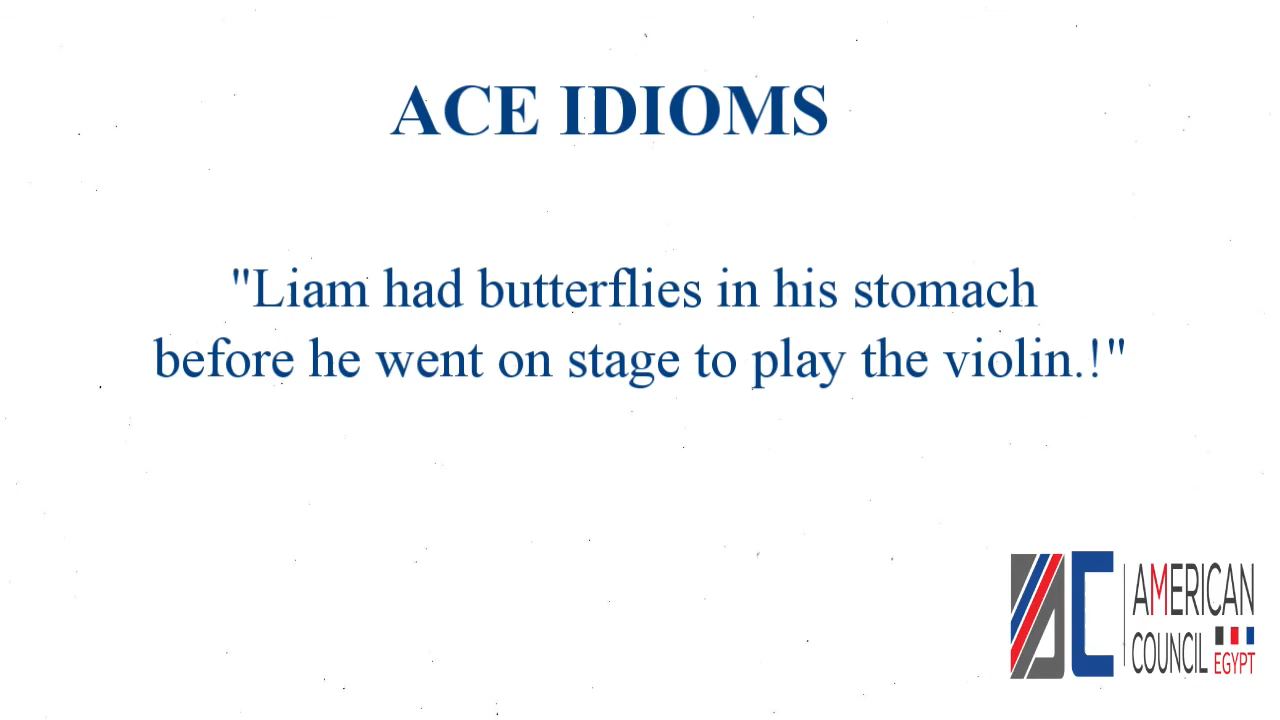 ACE IDIOMS
"Liam had butterflies in his stomach
before he went on stage to play the violin.!"
AC
AMERICAN
COUNCIL EGYPT